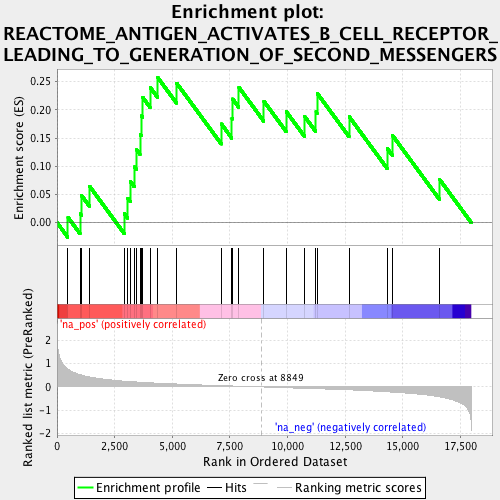 Enrichment plot:
REACTOME_ANTIGEN_ACTIVATES_B_CELL_RECEPTOR_
LEADING_TO_GENERATION_OF_SECOND_MESSENGERS
Enrichment score (ES)
0.25
0.20
0.15
0.10
0.05
0.00
'na_pos' (positively correlated)
Ranked list metric (PreRanked)
2
1
0
-1
-2
Zero cross at 8849
'na_neg' (negatively correlated)
0
2,500
5,000
7,500
10,000
12,500
15,000
17,500
Rank in Ordered Dataset
Enrichment profile
Hits
Ranking metric scores